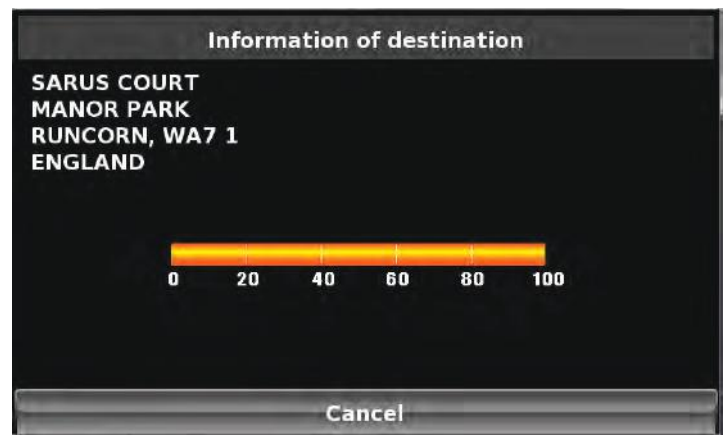 Information of destination
SARUS COURT
MANOR PARK
RUNCORN, WA7 1
ENGLAND
0 20 40 60 80 100
Cancel